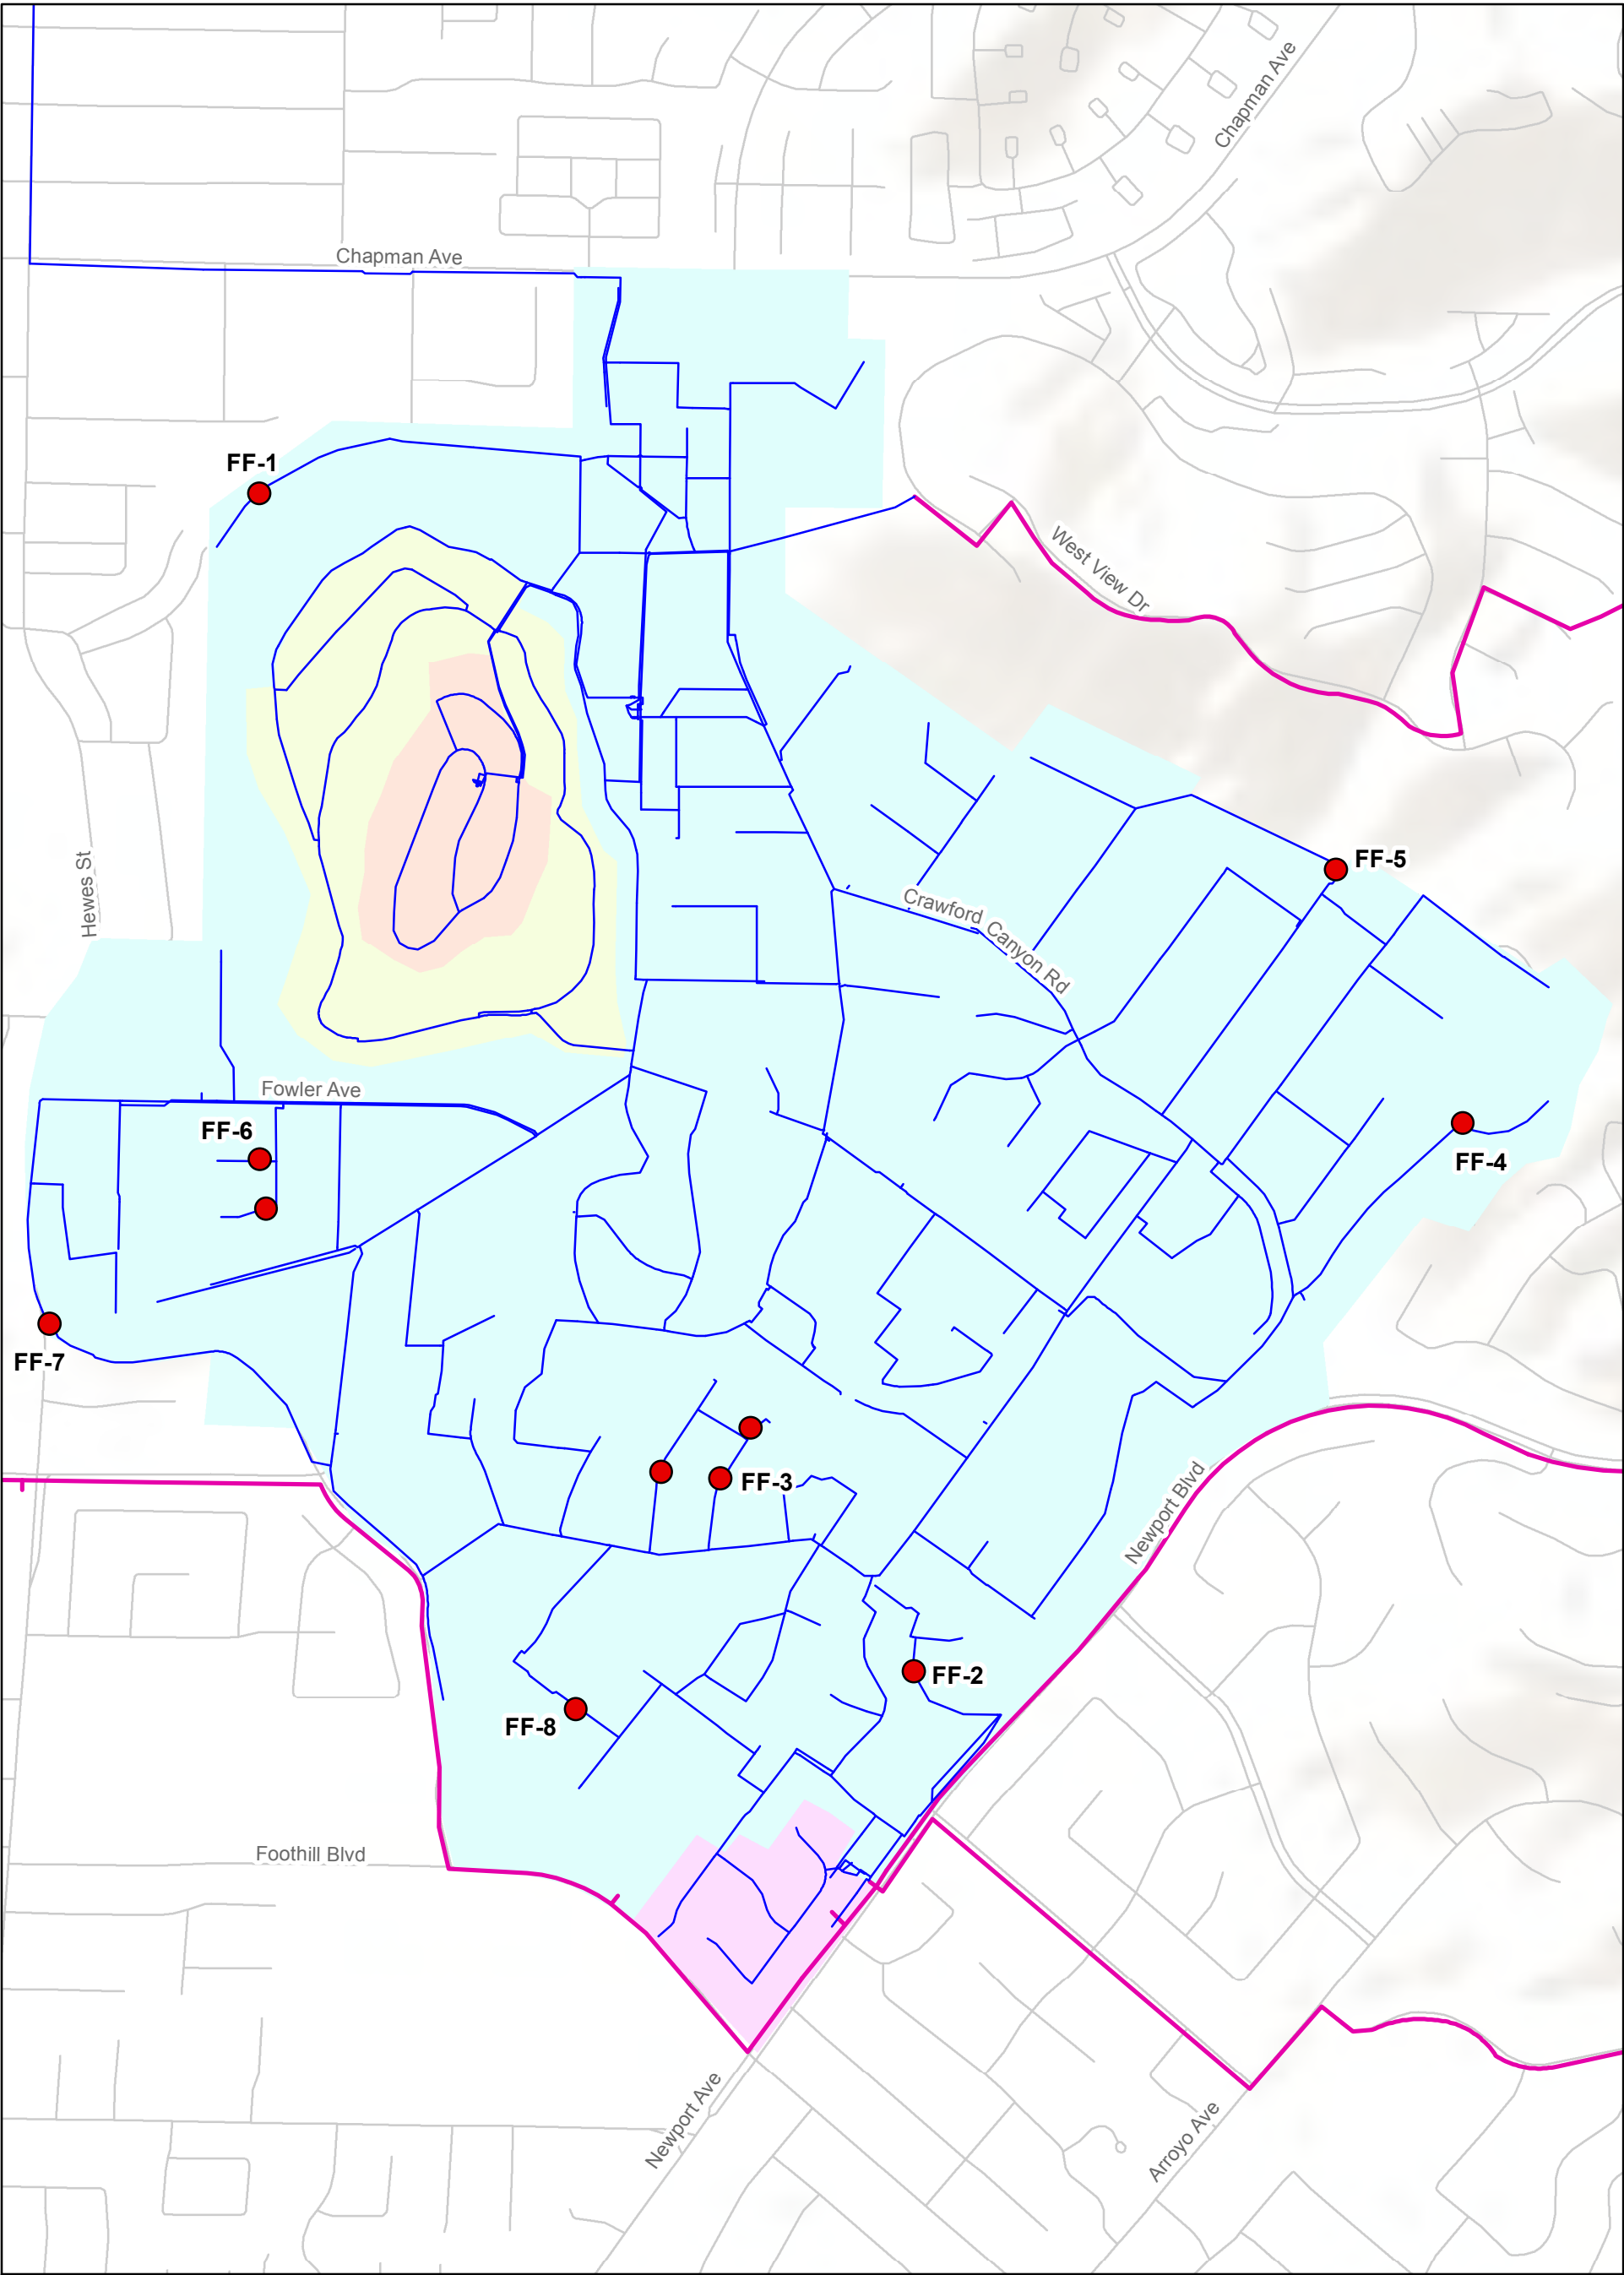 Chapman Ave
Chapman Ave
FF-1
West View Dr
Hewes St
FF-5
Crawford Canyon Rd
Fowler Ave
FF-6
FF-4
FF-7
FF-3
Newport Blvd
FF-2
FF-8
Foothill Blvd
Newport Ave
Arroyo Ave